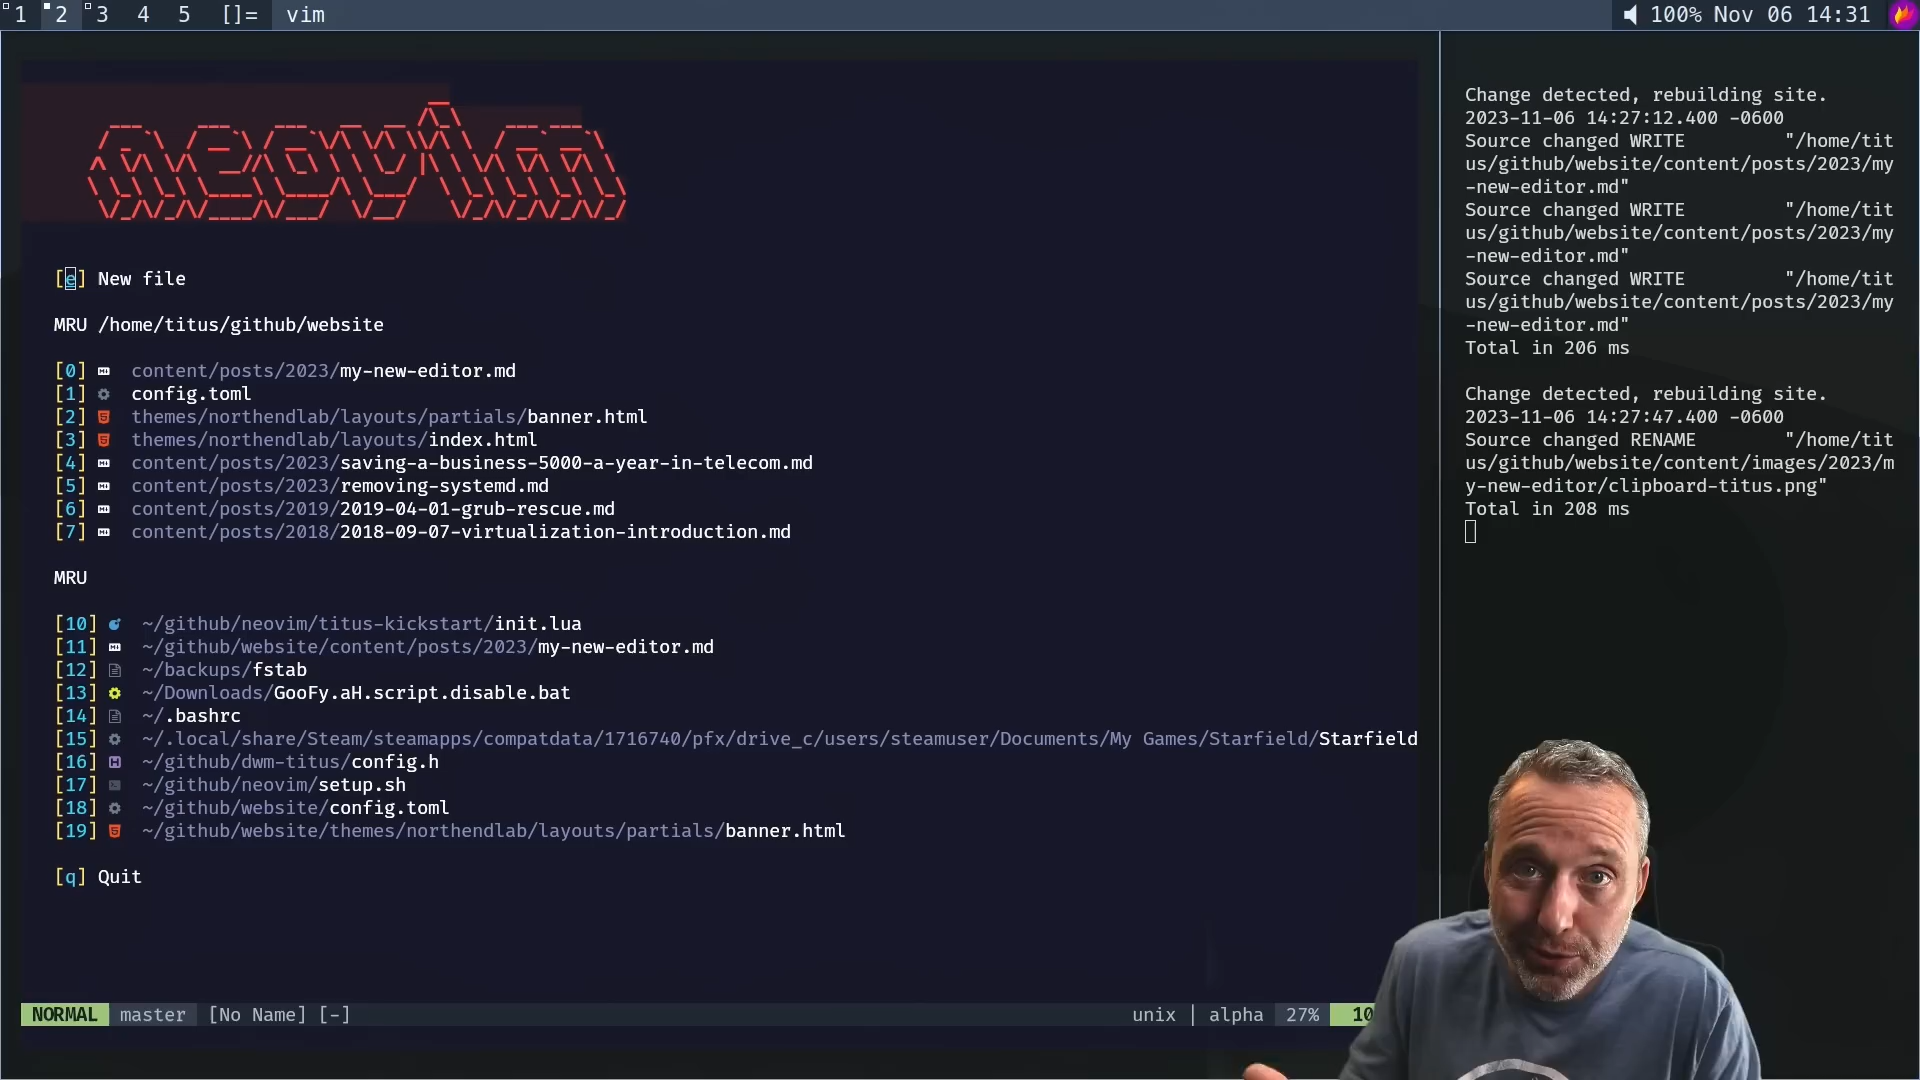 1 2 3 4 5 []= vim
100% Nov 06 14:31
neovim
[e] New file
MRU /home/titus/github/website
[0] content/posts/2023/my-new-editor.md
[1] config.toml
[2] themes/northendlab/layouts/partials/banner.html
[3] themes/northendlab/layouts/index.html
[4] content/posts/2023/saving-a-business-5000-a-year-in-telecom.md
[5] content/posts/2023/removing-systemd.md
[6] content/posts/2019/2019-04-01-grub-rescue.md
[7] content/posts/2018/2018-09-07-virtualization-introduction.md
MRU
[10] ~/github/neovim/titus-kickstart/init.lua
[11] ~/github/website/content/posts/2023/my-new-editor.md
[12] ~/backups/fstab
[13] ~/Downloads/GooFy.aH.script.disable.bat
[14] ~/.bashrc
[15] ~/.local/share/Steam/steamapps/compatdata/1716740/pfx/drive_c/users/steamuser/Documents/My Games/Starfield/Starfield
[16] ~/github/dwm-titus/config.h
[17] ~/github/neovim/setup.sh
[18] ~/github/website/config.toml
[19] ~/github/website/themes/northendlab/layouts/partials/banner.html
[q] Quit
NORMAL master [No Name] [-]
unix | alpha 27% 10
Change detected, rebuilding site.
2023-11-06 14:27:12.400 -0600
Source changed WRITE "/home/tit
us/github/website/content/posts/2023/my
-new-editor.md"
Source changed WRITE "/home/tit
us/github/website/content/posts/2023/my
-new-editor.md"
Source changed WRITE "/home/tit
us/github/website/content/posts/2023/my
-new-editor.md"
Total in 206 ms
Change detected, rebuilding site.
2023-11-06 14:27:47.400 -0600
Source changed RENAME "/home/tit
us/github/website/content/images/2023/m
y-new-editor/clipboard-titus.png"
Total in 208 ms